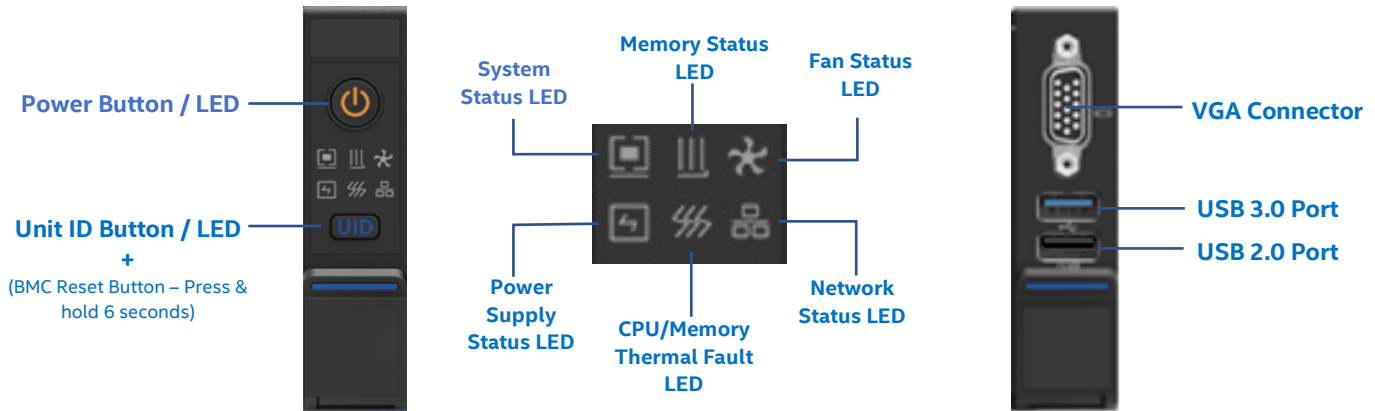 Power Button / LED
UID
Unit ID Button / LED
+
(BMC Reset Button – Press &
hold 6 seconds)
System
Status LED
Memory Status
LED
Fan Status
LED
Power
Supply
Status LED
CPU/Memory
Thermal Fault
LED
Network
Status LED
VGA Connector
USB 3.0 Port
USB 2.0 Port